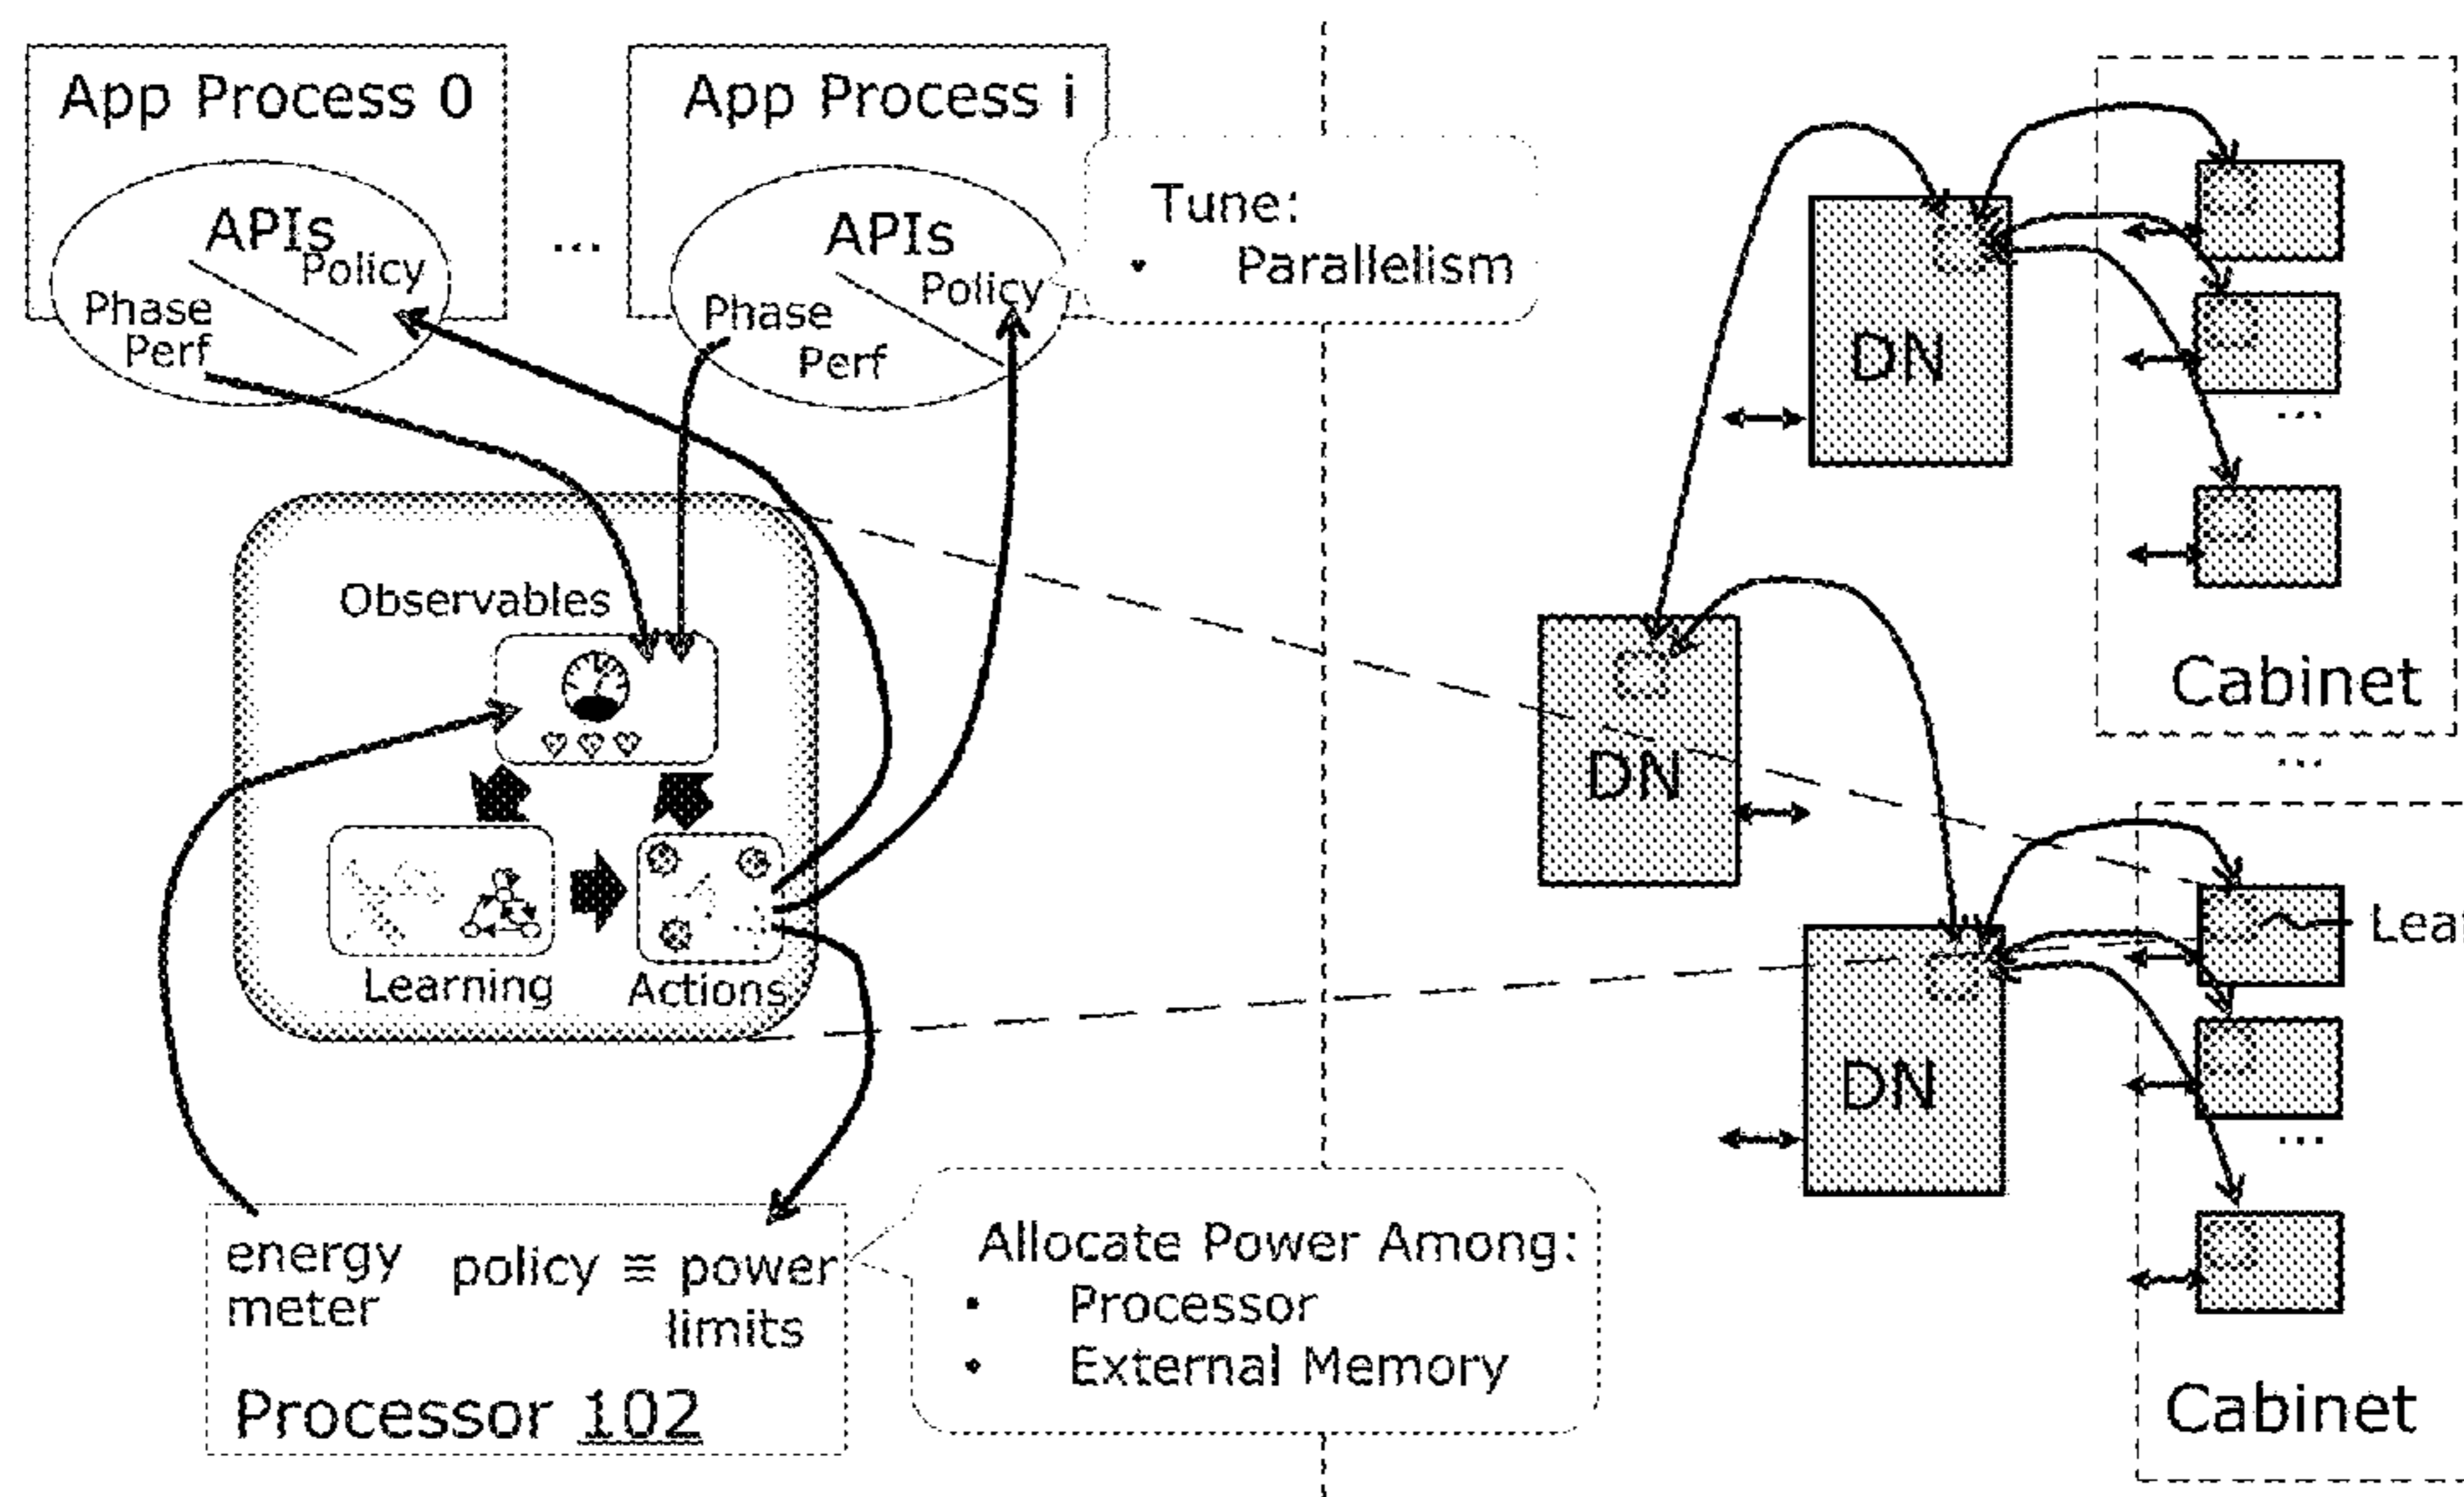 App Process 0
APIs
Policy
Phase
Perf
...
App Process i
APIs
Policy
Phase
Perf
Tune:
• Parallelism
Observables
Learning
Actions
energy
meter
policy ≡ power
limits
Processor 102
Allocate Power Among:
• Processor
• External Memory
DN
DN
DN
...
Cabinet
...
...
Cabinet